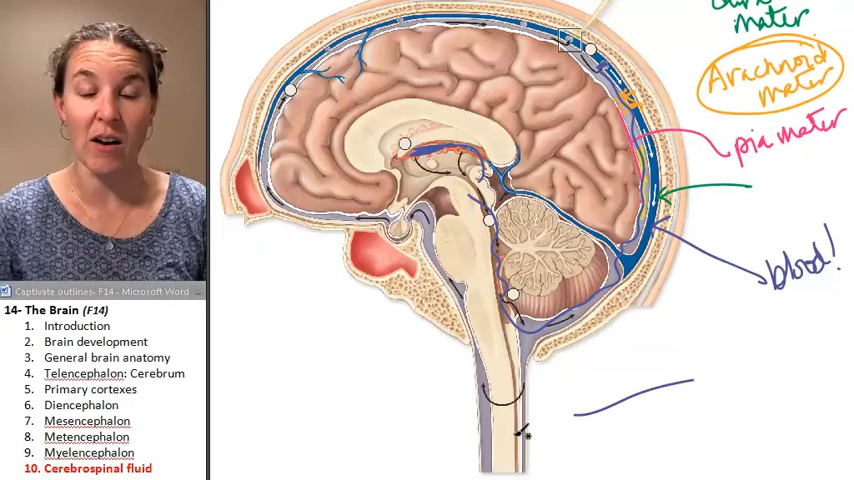 mater
Arachnoid
mater
pia mater
blood!
Captivate outlines- F14 - Microsoft Word
14- The Brain (F14)
1. Introduction
2. Brain development
3. General brain anatomy
4. Telencephalon: Cerebrum
5. Primary cortexes
6. Diencephalon
7. Mesencephalon
8. Metencephalon
9. Myelencephalon
10. Cerebrospinal fluid